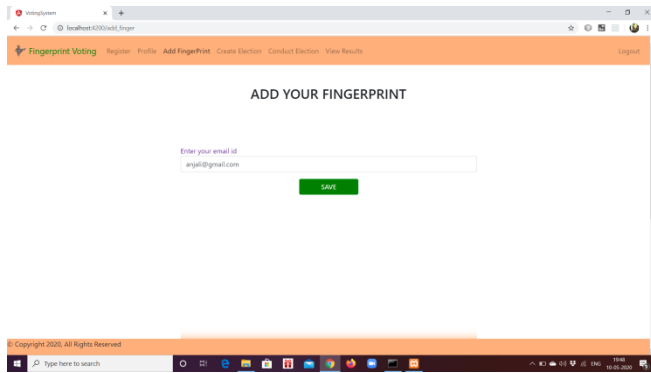 VotingSystem
localhost:4200/add_finger
Fingerprint Voting Register Profile Add FingerPrint Create Election Conduct Election View Results Logout
ADD YOUR FINGERPRINT
Enter your email id
anjali@gmail.com
SAVE
© Copyright 2020, All Rights Reserved
Type here to search
ENG
19:48
10-05-2020